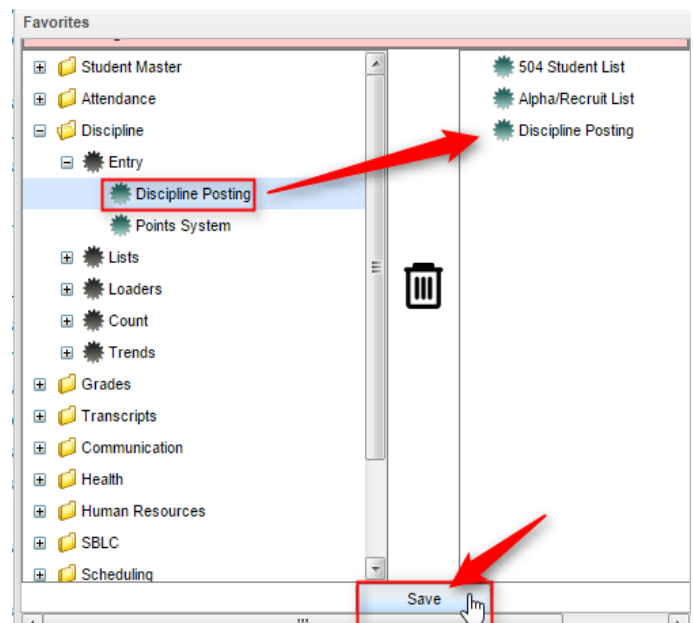 Favorites
Student Master
Attendance
Discipline
Entry
Discipline Posting
Points System
Lists
Loaders
Count
Trends
Grades
Transcripts
Communication
Health
Human Resources
SBLC
Scheduling
504 Student List
Alpha/Recruit List
Discipline Posting
Save